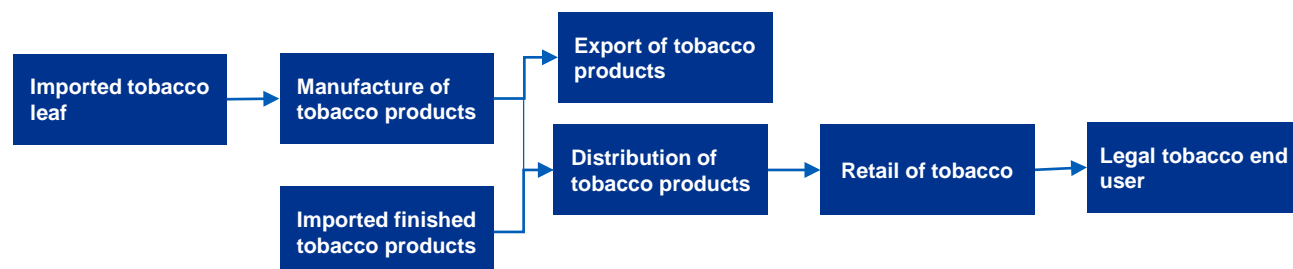 Imported tobacco
leaf
Manufacture of
tobacco products
Imported finished
tobacco products
Export of tobacco
products
Distribution of
tobacco products
Retail of tobacco
Legal tobacco end
user